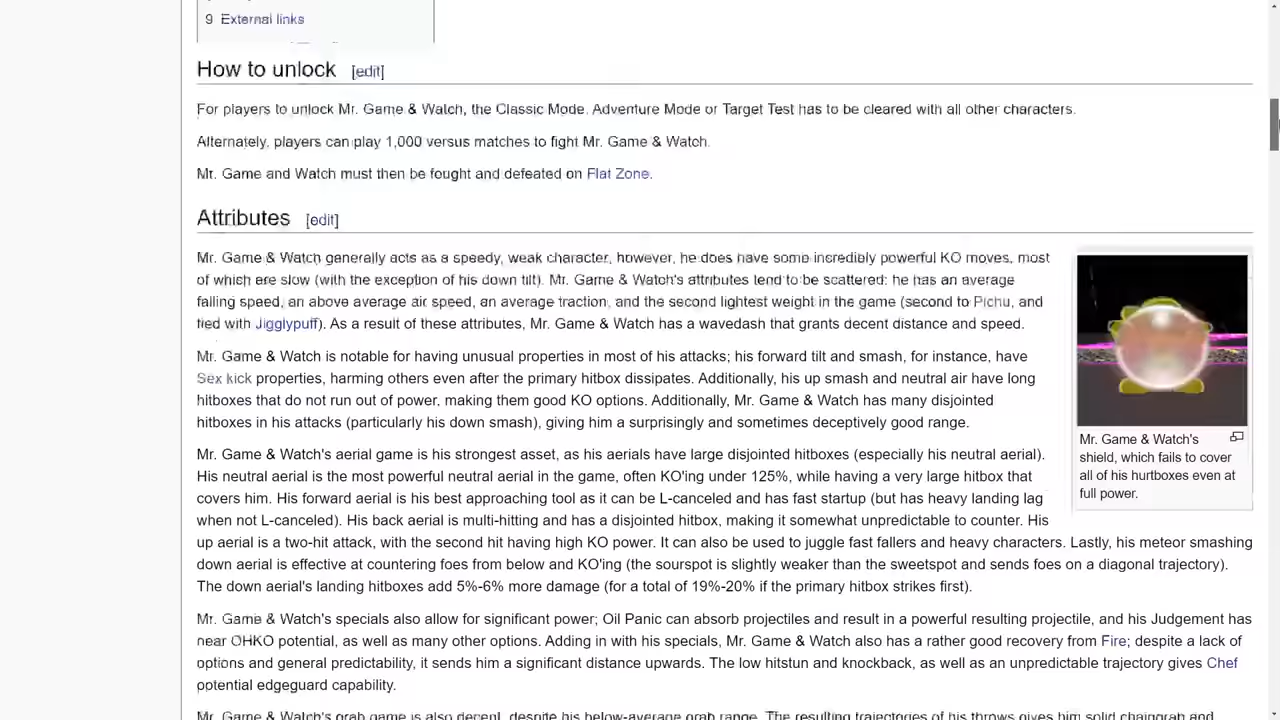 9 External links
How to unlock [edit]
For players to unlock Mr. Game & Watch, the Classic Mode, Adventure Mode or Target Test has to be cleared with all other characters.
Alternately, players can play 1,000 versus matches to fight Mr. Game & Watch.
Mr. Game and Watch must then be fought and defeated on Flat Zone.
Attributes [edit]
Mr. Game & Watch generally acts as a speedy, weak character, however, he does have some incredibly powerful KO moves, most
of which are slow (with the exception of his down tilt). Mr. Game & Watch's attributes tend to be scattered: he has an average
falling speed, an above average air speed, an average traction, and the second lightest weight in the game (second to Pichu, and
tied with Jigglypuff). As a result of these attributes, Mr. Game & Watch has a wavedash that grants decent distance and speed.
Mr. Game & Watch is notable for having unusual properties in most of his attacks; his forward tilt and smash, for instance, have
Sex kick properties, harming others even after the primary hitbox dissipates. Additionally, his up smash and neutral air have long
hitboxes that do not run out of power, making them good KO options. Additionally, Mr. Game & Watch has many disjointed
hitboxes in his attacks (particularly his down smash), giving him a surprisingly and sometimes deceptively good range.
Mr. Game & Watch's
shield, which fails to cover
all of his hurtboxes even at
full power.
Mr. Game & Watch's aerial game is his strongest asset, as his aerials have large disjointed hitboxes (especially his neutral aerial).
His neutral aerial is the most powerful neutral aerial in the game, often KO'ing under 125%, while having a very large hitbox that
covers him. His forward aerial is his best approaching tool as it can be L-canceled and has fast startup (but has heavy landing lag
when not L-canceled). His back aerial is multi-hitting and has a disjointed hitbox, making it somewhat unpredictable to counter. His
up aerial is a two-hit attack, with the second hit having high KO power. It can also be used to juggle fast fallers and heavy characters. Lastly, his meteor smashing
down aerial is effective at countering foes from below and KO'ing (the sourspot is slightly weaker than the sweetspot and sends foes on a diagonal trajectory).
The down aerial's landing hitboxes add 5%-6% more damage (for a total of 19%-20% if the primary hitbox strikes first).
Mr. Game & Watch's specials also allow for significant power; Oil Panic can absorb projectiles and result in a powerful resulting projectile, and his Judgement has
near OHKO potential, as well as many other options. Adding in with his specials, Mr. Game & Watch also has a rather good recovery from Fire; despite a lack of
options and general predictability, it sends him a significant distance upwards. The low hitstun and knockback, as well as an unpredictable trajectory gives Chef
potential edgeguard capability.
Mr. Game & Watch's grab game is also decent, despite his below-average grab range. The resulting trajectories of his throws gives him solid chaingrab and